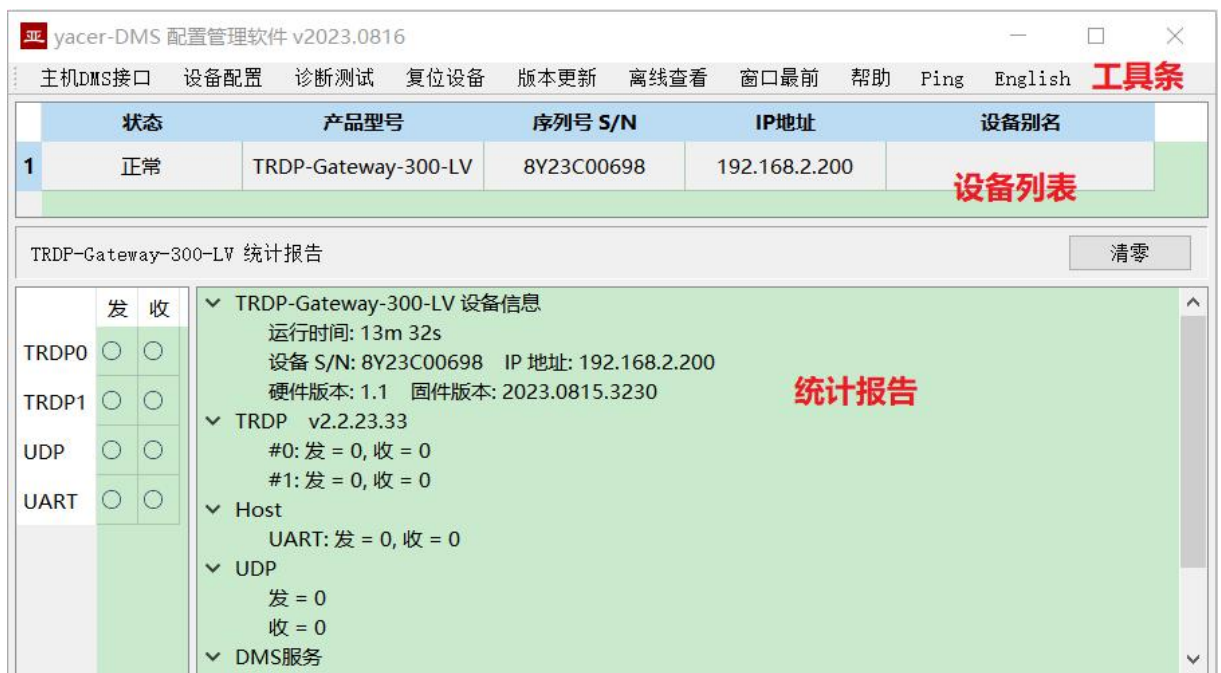 亚 yacer-DMS 配置管理软件 v2023.0816
主机DMS接口 设备配置 诊断测试 复位设备 版本更新 离线查看 窗口最前 帮助 Ping English 工具条
状态 产品型号 序列号 S/N IP地址 设备别名
1 正常 TRDP-Gateway-300-LV 8Y23C00698 192.168.2.200
设备列表
TRDP-Gateway-300-LV 统计报告 清零
发 收
TRDP0
TRDP1
UDP
UART
TRDP-Gateway-300-LV 设备信息
运行时间: 13m 32s
设备 S/N: 8Y23C00698 IP 地址: 192.168.2.200
硬件版本: 1.1 固件版本: 2023.0815.3230
统计报告
TRDP v2.2.23.33
#0: 发 = 0, 收 = 0
#1: 发 = 0, 收 = 0
Host
UART: 发 = 0, 收 = 0
UDP
发 = 0
收 = 0
DMS服务